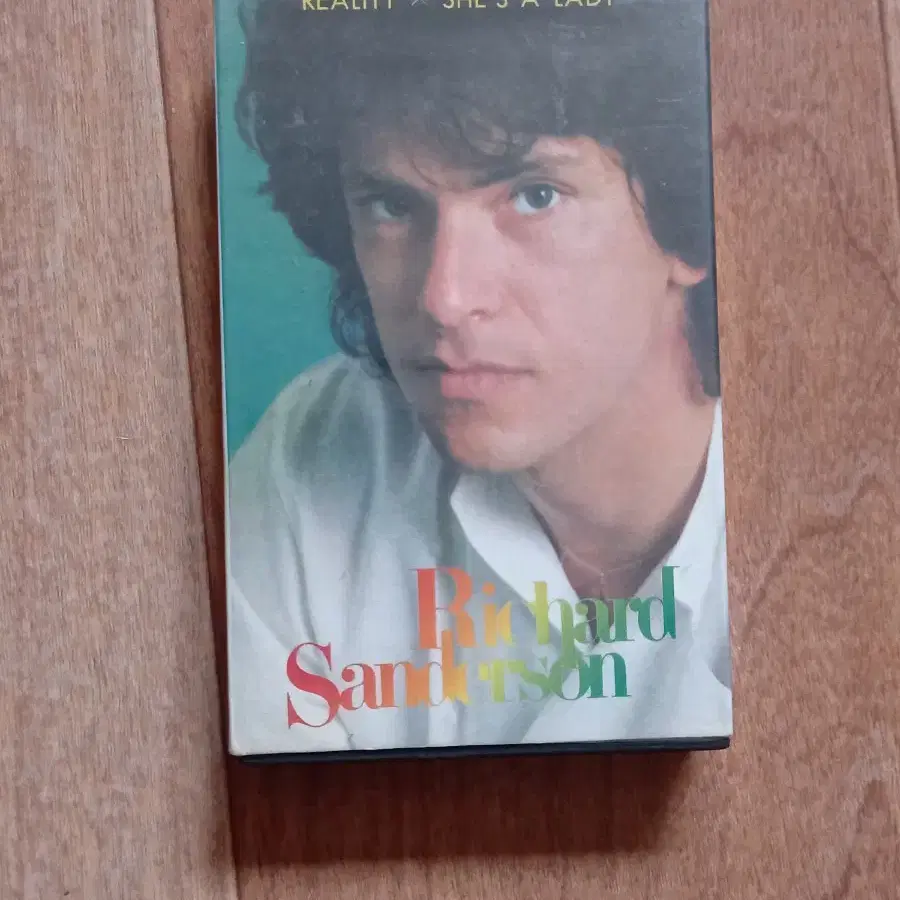 REALITY × SHE'S A LADY
Richard
Sanderson